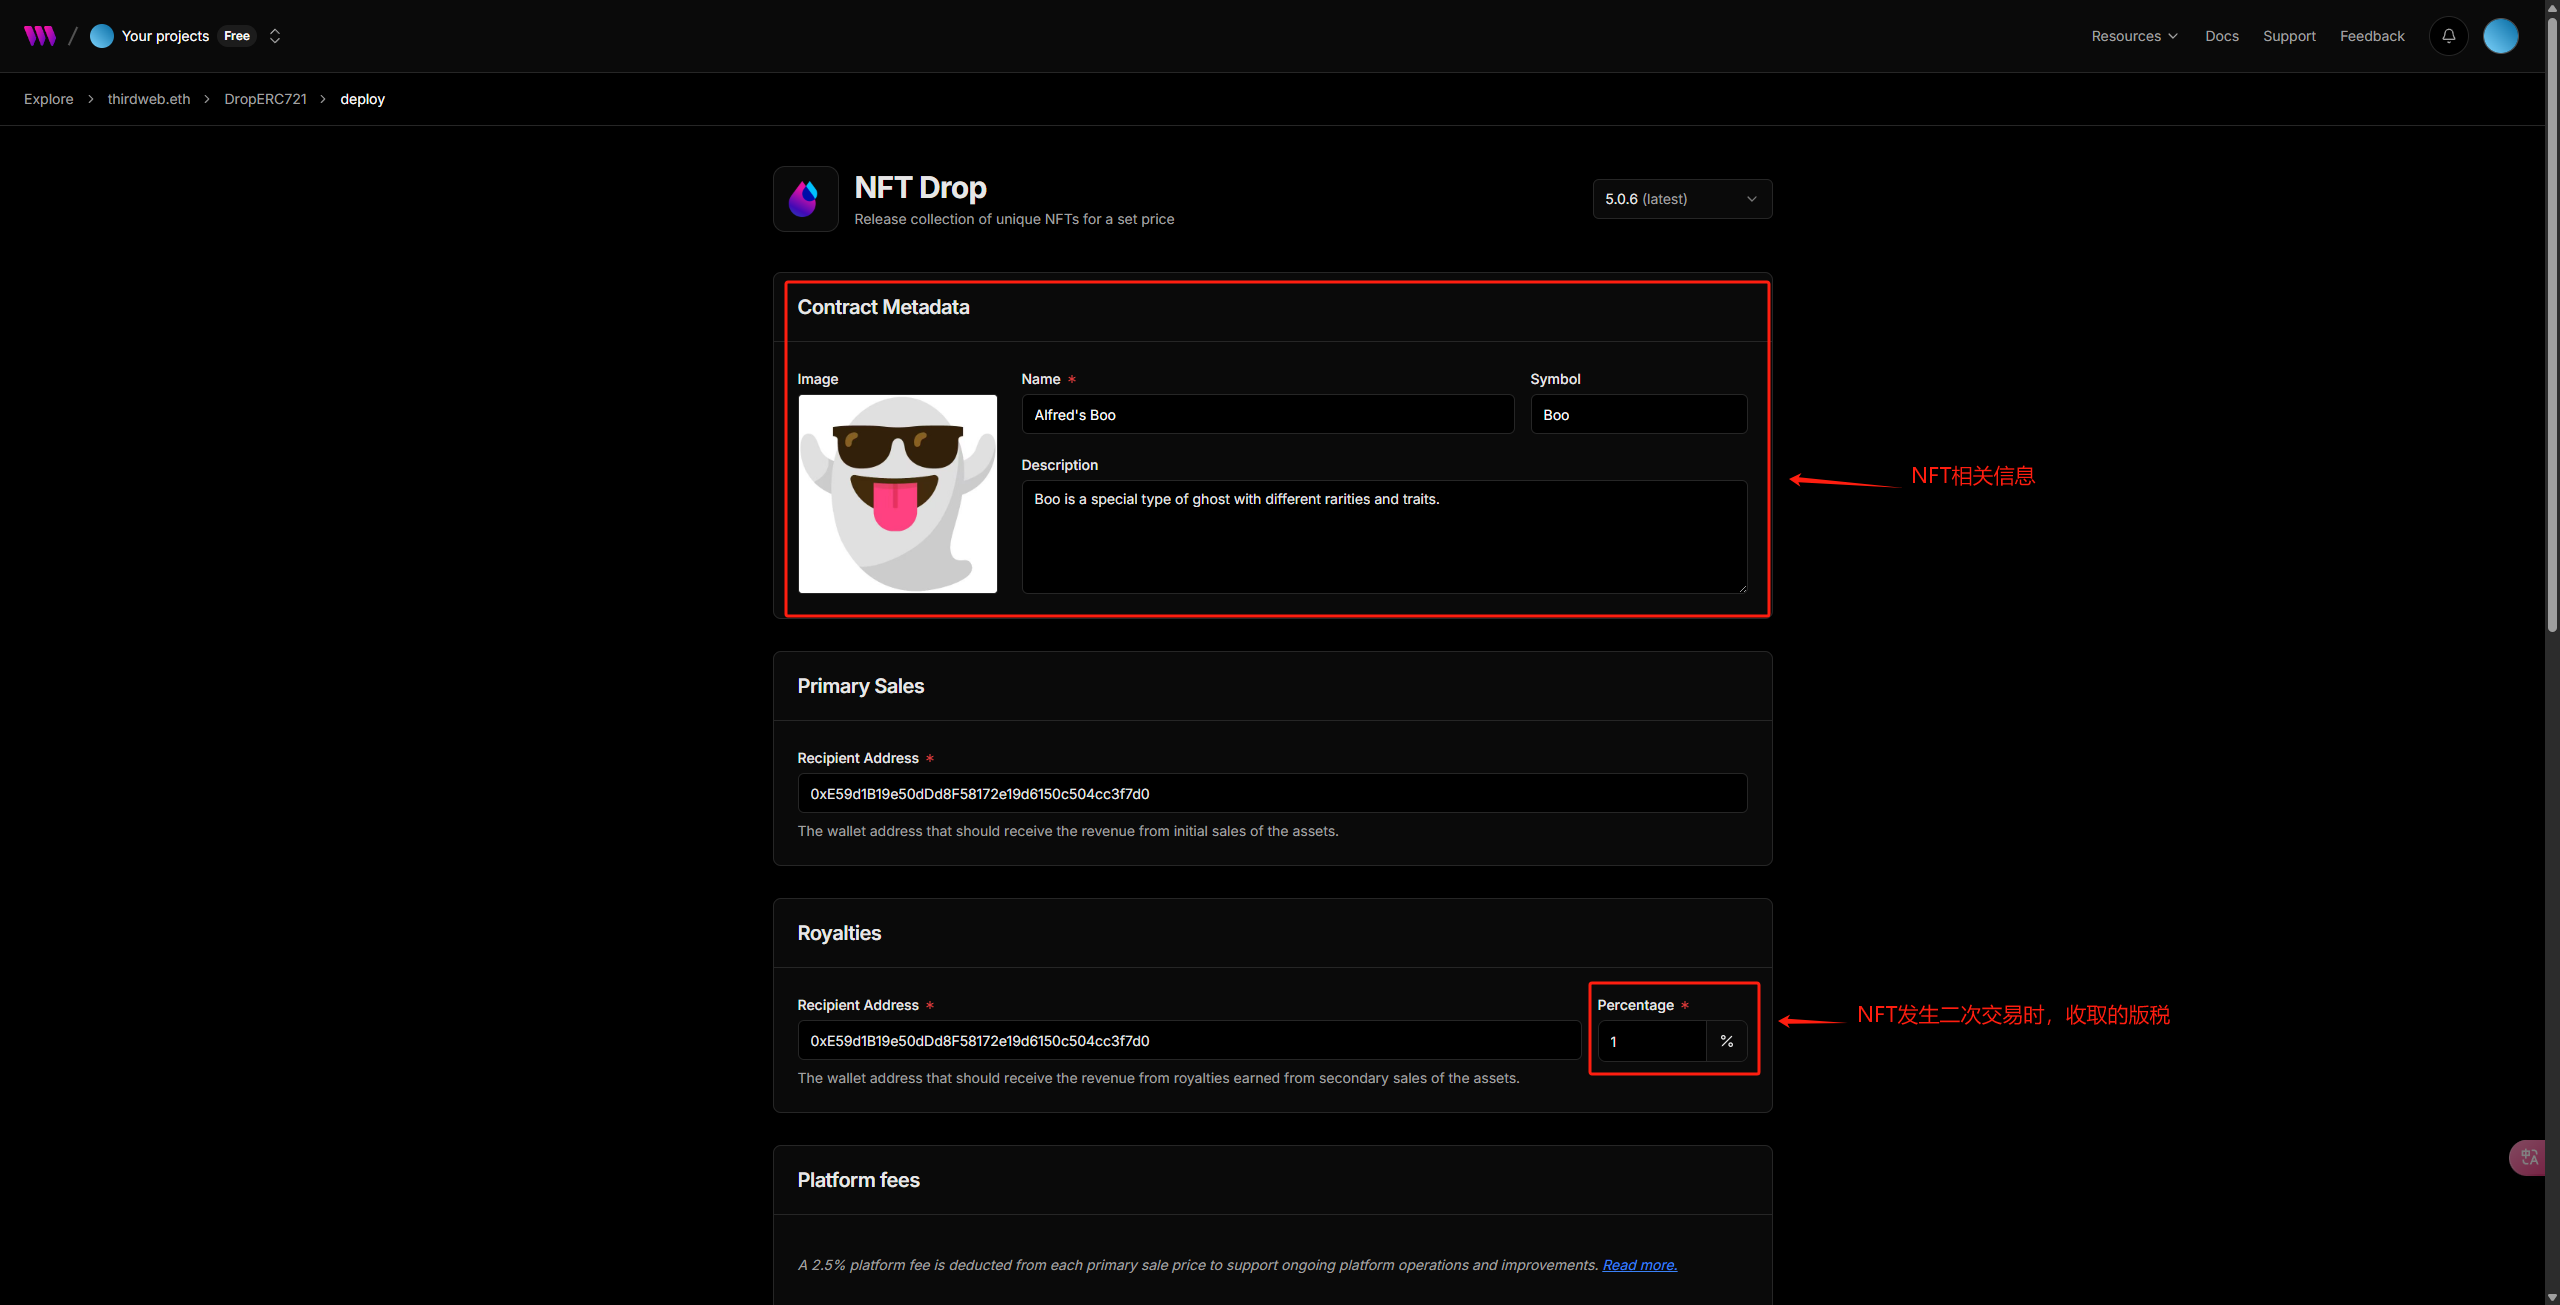 / Your projects Free
Resources Docs Support Feedback
Explore > thirdweb.eth > DropERC721 > deploy
NFT Drop
Release collection of unique NFTs for a set price
5.0.6 (latest)
Contract Metadata
Image
Name *
Symbol
Alfred's Boo
Boo
Description
Boo is a special type of ghost with different rarities and traits.
NFT相关信息
Primary Sales
Recipient Address *
0xE59d1B19e50dDd8F58172e19d6150c504cc3f7d0
The wallet address that should receive the revenue from initial sales of the assets.
Royalties
Recipient Address *
Percentage *
0xE59d1B19e50dDd8F58172e19d6150c504cc3f7d0
1 %
NFT发生二次交易时，收取的版税
The wallet address that should receive the revenue from royalties earned from secondary sales of the assets.
Platform fees
A 2.5% platform fee is deducted from each primary sale price to support ongoing platform operations and improvements. Read more.